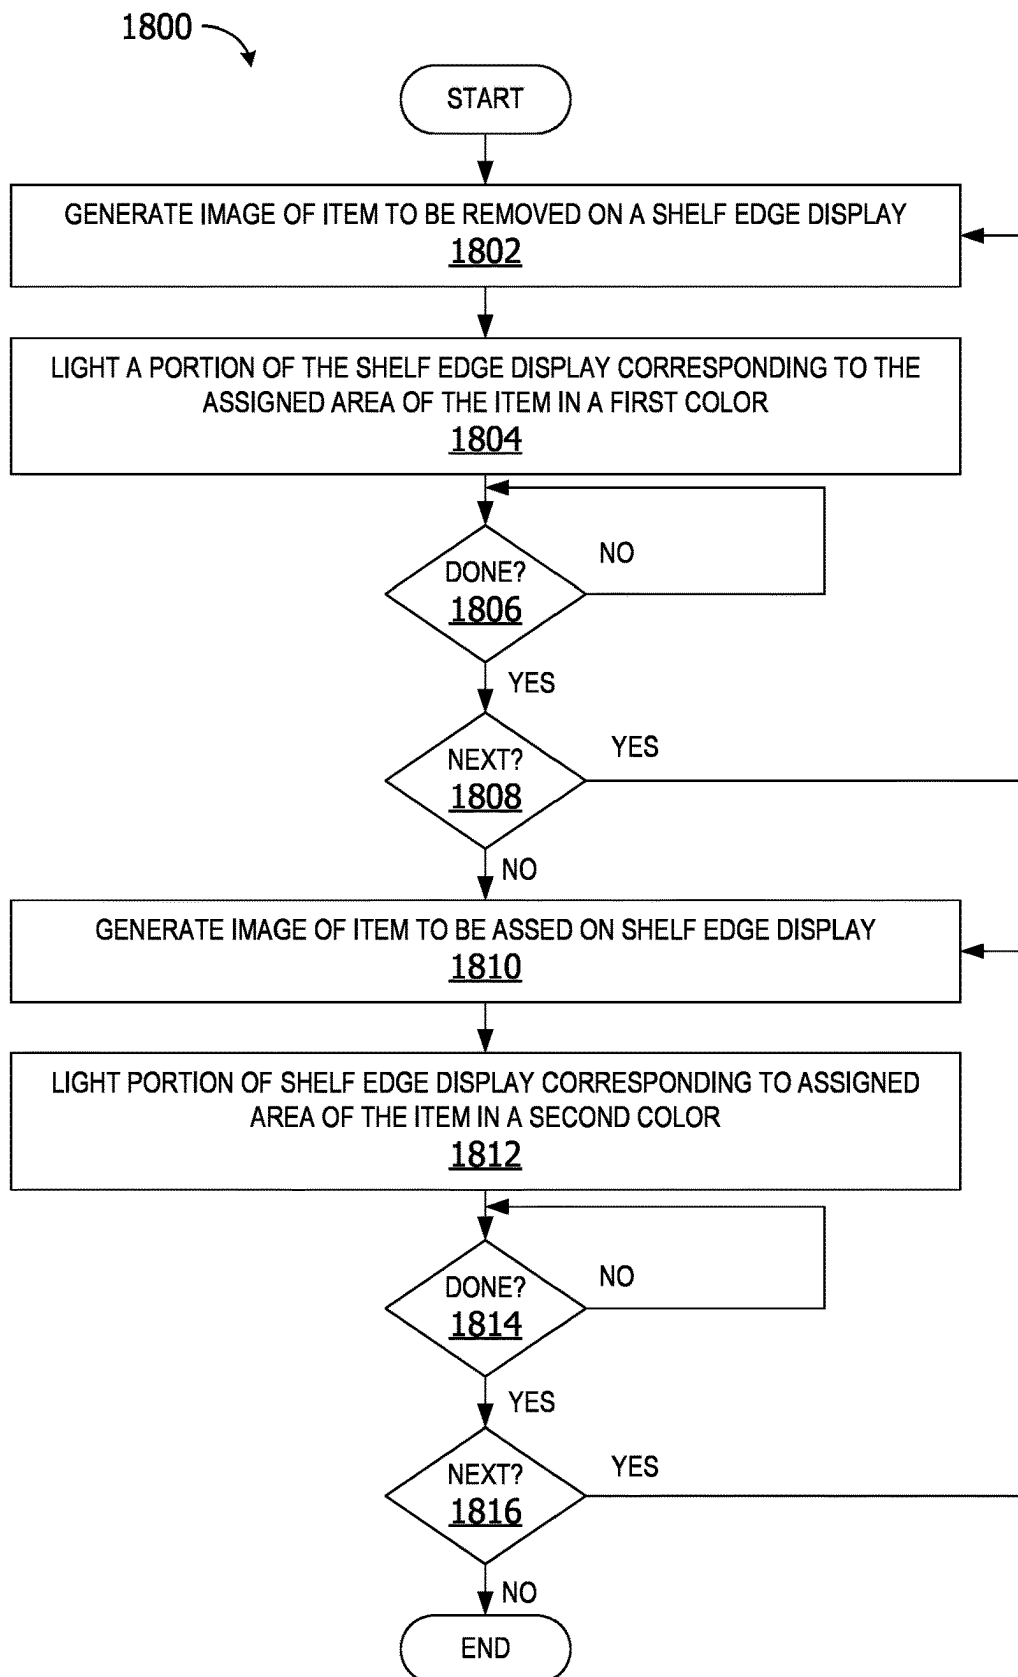 1800
START
GENERATE IMAGE OF ITEM TO BE REMOVED ON A SHELF EDGE DISPLAY
1802
LIGHT A PORTION OF THE SHELF EDGE DISPLAY CORRESPONDING TO THE
ASSIGNED AREA OF THE ITEM IN A FIRST COLOR
1804
DONE?
1806
NO
YES
NEXT?
1808
YES
NO
GENERATE IMAGE OF ITEM TO BE ASSED ON SHELF EDGE DISPLAY
1810
LIGHT PORTION OF SHELF EDGE DISPLAY CORRESPONDING TO ASSIGNED
AREA OF THE ITEM IN A SECOND COLOR
1812
DONE?
1814
NO
YES
NEXT?
1816
YES
NO
END